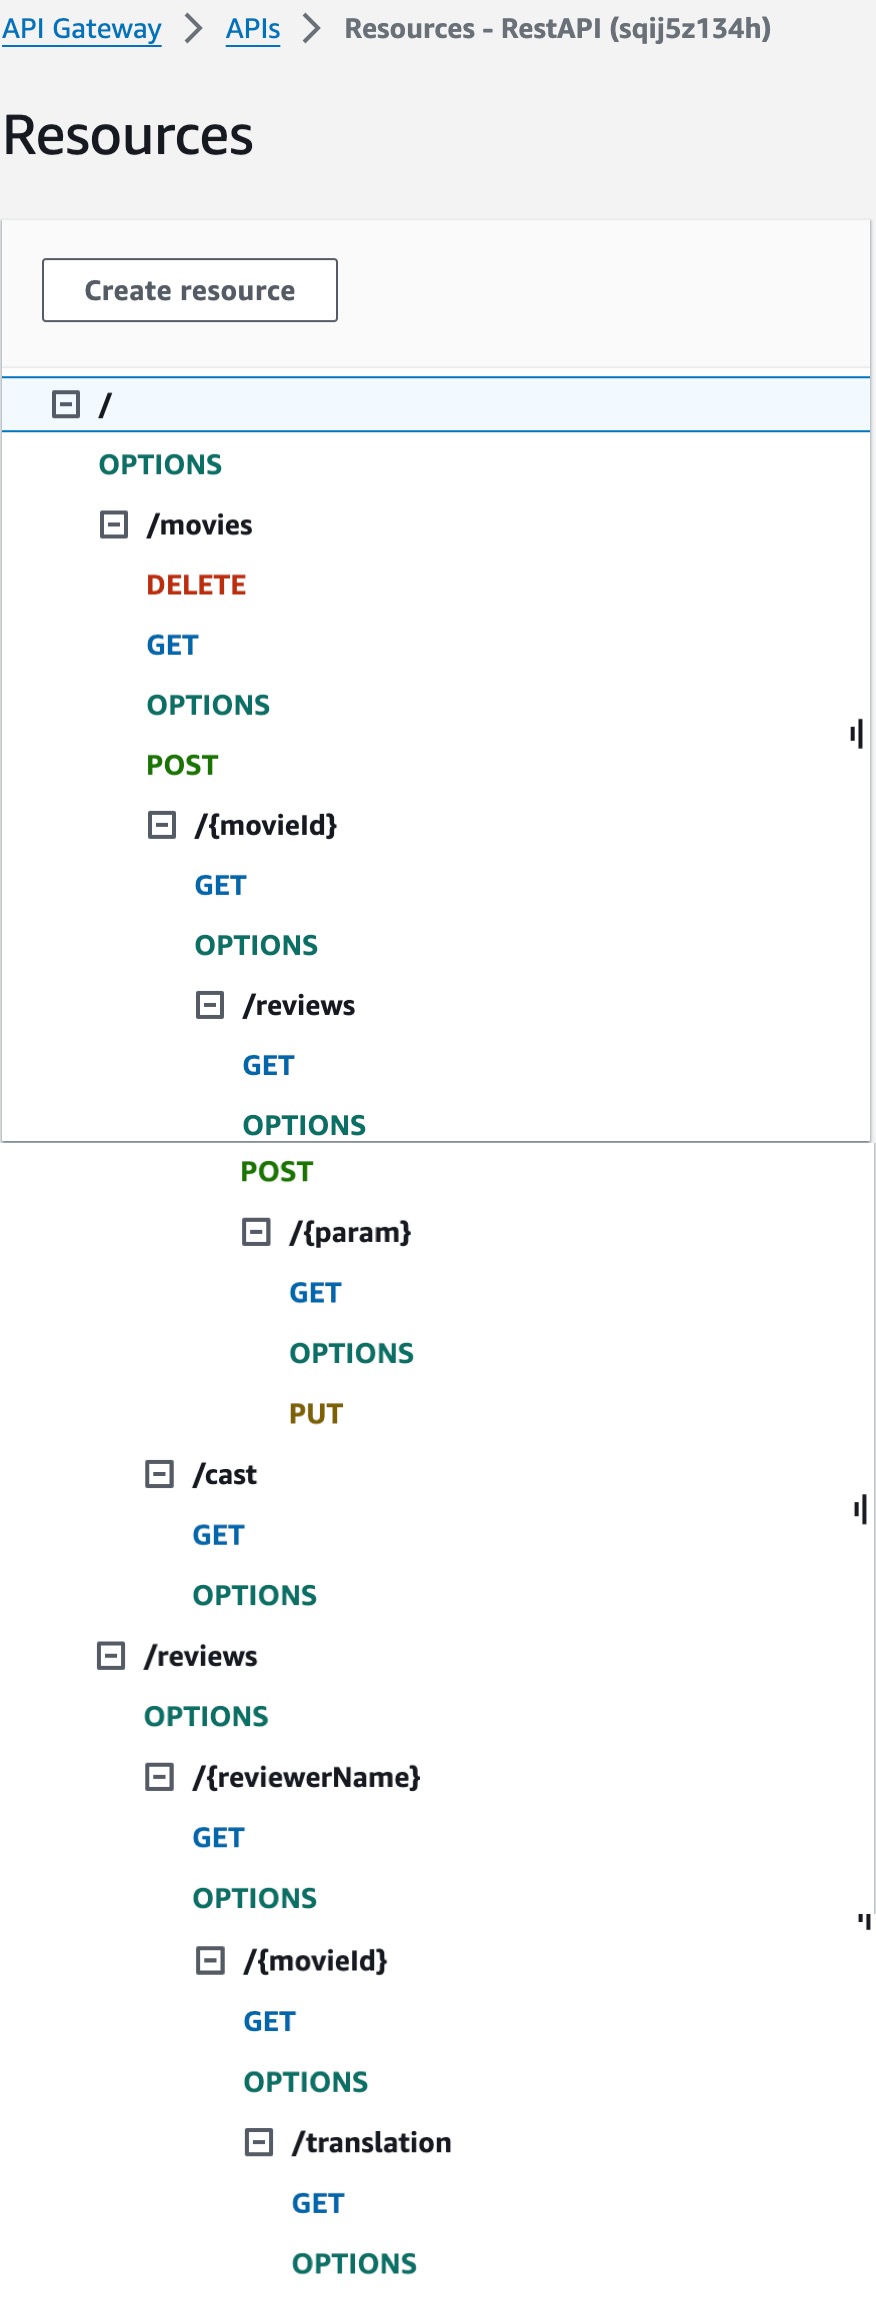 API Gateway > APIs > Resources - RestAPI (sqij5z134h)
Resources
Create resource
/
OPTIONS
/movies
DELETE
GET
OPTIONS
POST
/{movieId}
GET
OPTIONS
/reviews
GET
OPTIONS
POST
/{param}
GET
OPTIONS
PUT
/cast
GET
OPTIONS
/reviews
OPTIONS
/{reviewerName}
GET
OPTIONS
/{movieId}
GET
OPTIONS
/translation
GET
OPTIONS